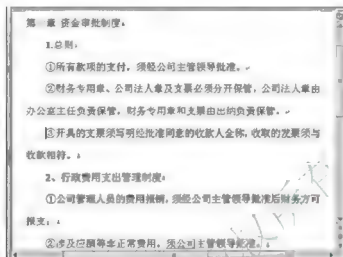 第 章 资金审批制度
1.总则:
①所有款项的支付,须经公司主管领导批准。
②财务专用章、公司法人章及支票必须分开保管,公司法人章由
办公室主任负责保管,财务专用章和支票由出纳负责保管。
③开具的支票须写明经批准同意的收款人全称,收取的发票须与
收款相符。
2、行政费用支出管理制度:
①公司管理人员的费用报销,须经公司主管领导批准后财务方可
报支;
②涉及应酬等非正常费用,须公司主管领导批准。